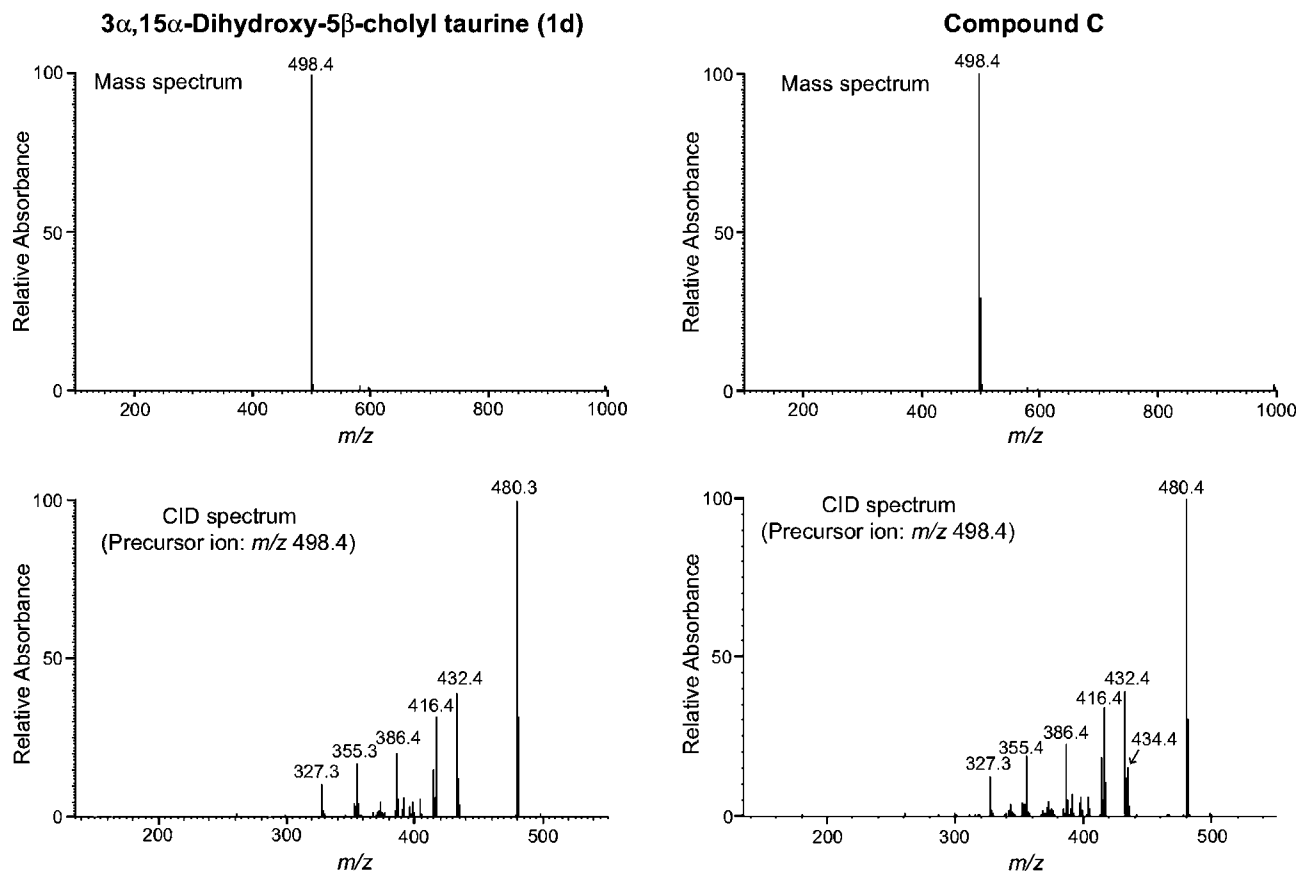 3α,15α-Dihydroxy-5β-cholyl taurine (1d)
Compound C
Mass spectrum
498.4
100
50
0
Relative Absorbance
200
400
600
800
1000
m/z
Mass spectrum
498.4
100
50
0
Relative Absorbance
200
400
600
800
1000
m/z
CID spectrum
(Precursor ion: m/z 498.4)
480.3
432.4
416.4
386.4
355.3
327.3
100
50
0
Relative Absorbance
200
300
400
500
m/z
CID spectrum
(Precursor ion: m/z 498.4)
480.4
432.4
416.4
434.4
386.4
355.4
327.3
100
50
0
Relative Absorbance
200
300
400
500
m/z